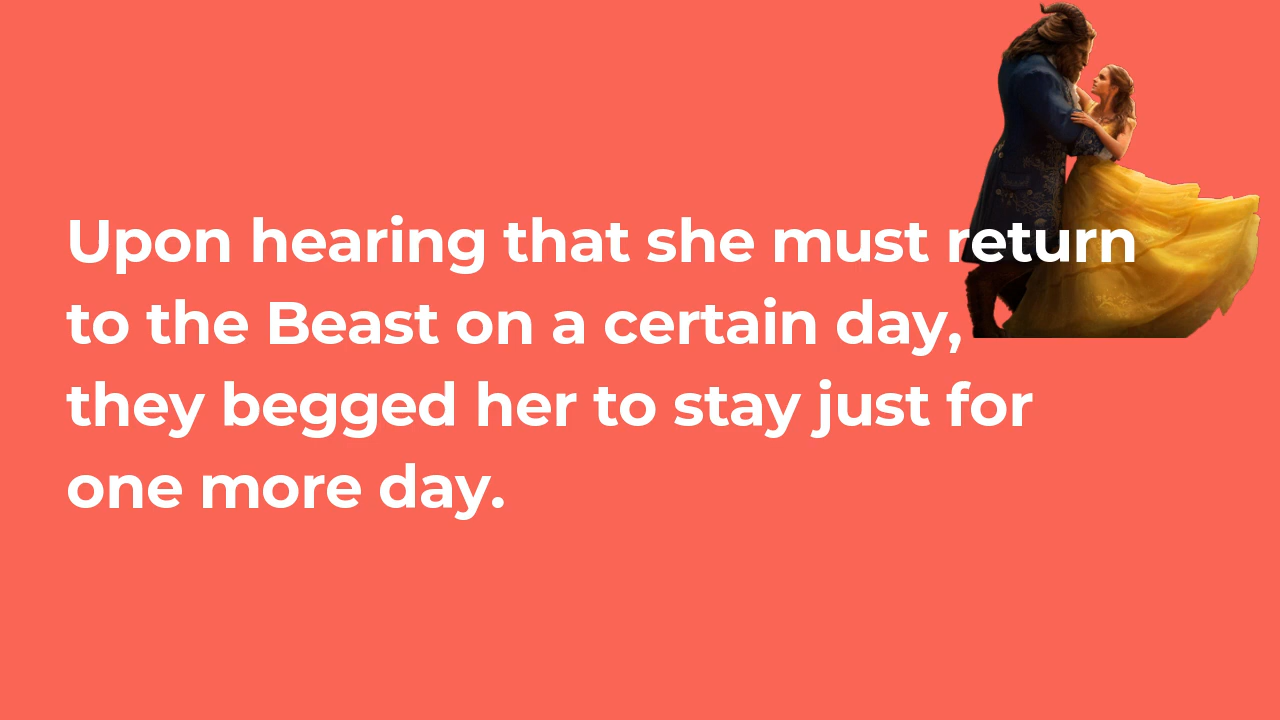 Upon hearing that she must return
to the Beast on a certain day,
they begged her to stay just for
one more day.